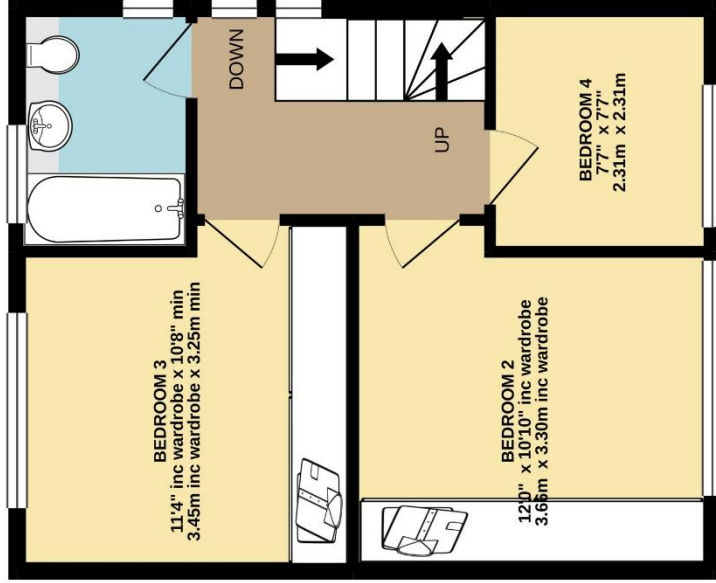 DOWN
UP
BEDROOM 4
7'7" x 7'7"
2.31m x 2.31m
BEDROOM 3
11'4" inc wardrobe x 10'8" min
3.45m inc wardrobe x 3.25m min
BEDROOM 2
12'0" x 10'10" inc wardrobe
3.66m x 3.30m inc wardrobe